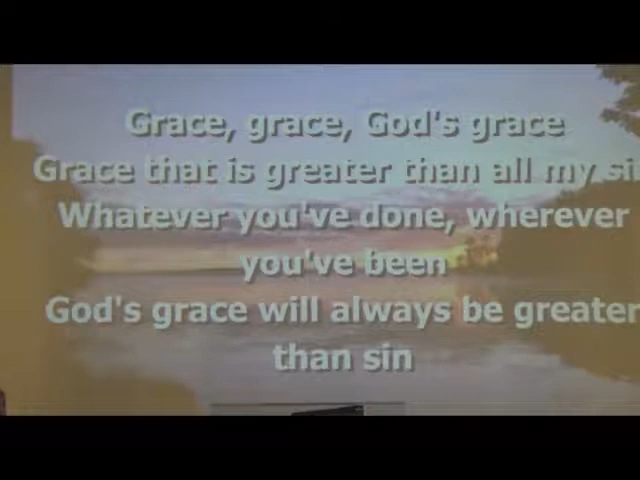 Grace, grace, God's grace
Grace that is greater than all my
Whatever you've done, wherever
you've been
God's grace will always be greater
than sin